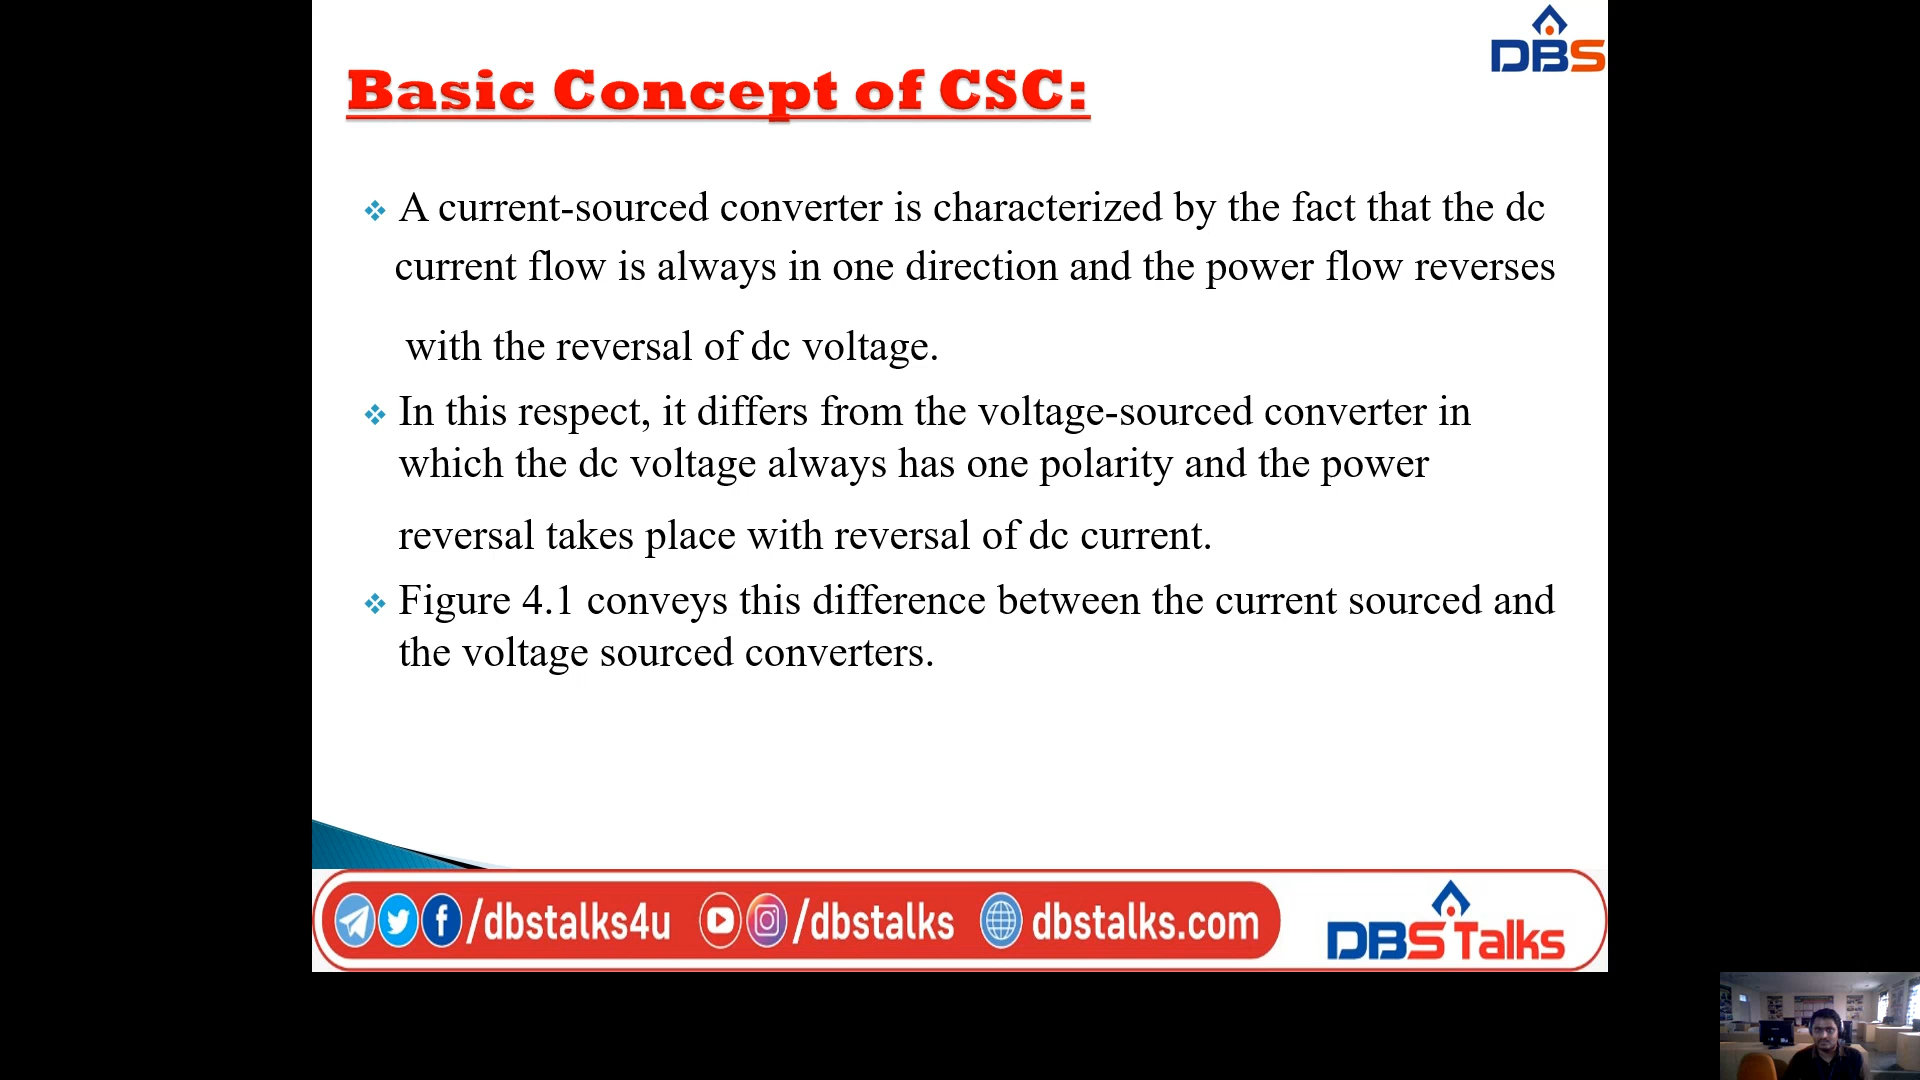 DBS
Basic Concept of CSC:
A current-sourced converter is characterized by the fact that the dc
current flow is always in one direction and the power flow reverses
with the reversal of dc voltage.
In this respect, it differs from the voltage-sourced converter in
which the dc voltage always has one polarity and the power
reversal takes place with reversal of dc current.
Figure 4.1 conveys this difference between the current sourced and
the voltage sourced converters.
/dbstalks4u /dbstalks dbstalks.com
DBS Talks